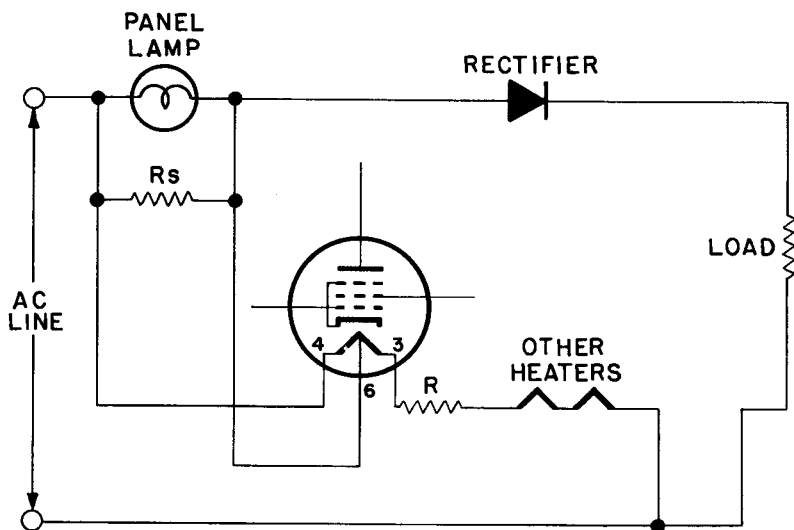 PANEL
LAMP
RECTIFIER
Rs
LOAD
AC
LINE
4
3
6
R
OTHER
HEATERS